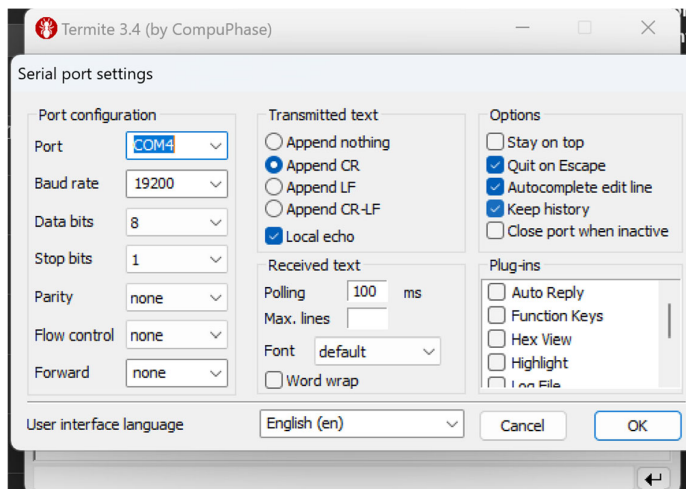 Termite 3.4 (by CompuPhase)
Serial port settings
Port configuration
Port COM4
Baud rate 19200
Data bits 8
Stop bits 1
Parity none
Flow control none
Forward none
Transmitted text
Append nothing
Append CR
Append LF
Append CR-LF
Local echo
Received text
Polling 100 ms
Max. lines
Font default
Word wrap
Options
Stay on top
Quit on Escape
Autocomplete edit line
Keep history
Close port when inactive
Plug-ins
Auto Reply
Function Keys
Hex View
Highlight
Log File
User interface language English (en) Cancel OK